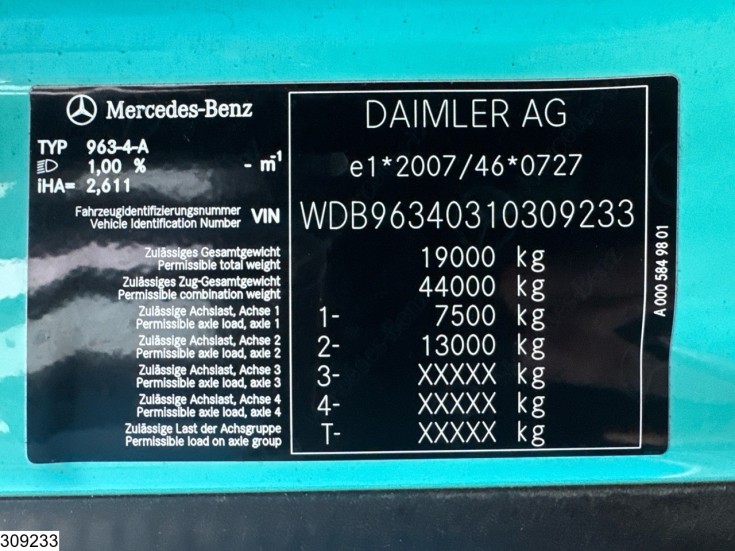 Mercedes-Benz
TYP 963-4-A
1,00 % - m-1
iHA= 2,611
DAIMLER AG
e1*2007/46*0727
Fahrzeugidentifizierungsnummer
Vehicle Identification Number VIN WDB96340310309233
Zulässiges Gesamtgewicht
Permissible total weight 19000 kg
Zulässiges Zug-Gesamtgewicht
Permissible combination weight 44000 kg
Zulässige Achslast, Achse 1
Permissible axle load, axle 1 1- 7500 kg
Zulässige Achslast, Achse 2
Permissible axle load, axle 2 2- 13000 kg
Zulässige Achslast, Achse 3
Permissible axle load, axle 3 3- XXXXX kg
Zulässige Achslast, Achse 4
Permissible axle load, axle 4 4- XXXXX kg
Zulässige Last der Achsgruppe
Permissible load on axle group T- XXXXX kg
A 000 584 98 01
309233